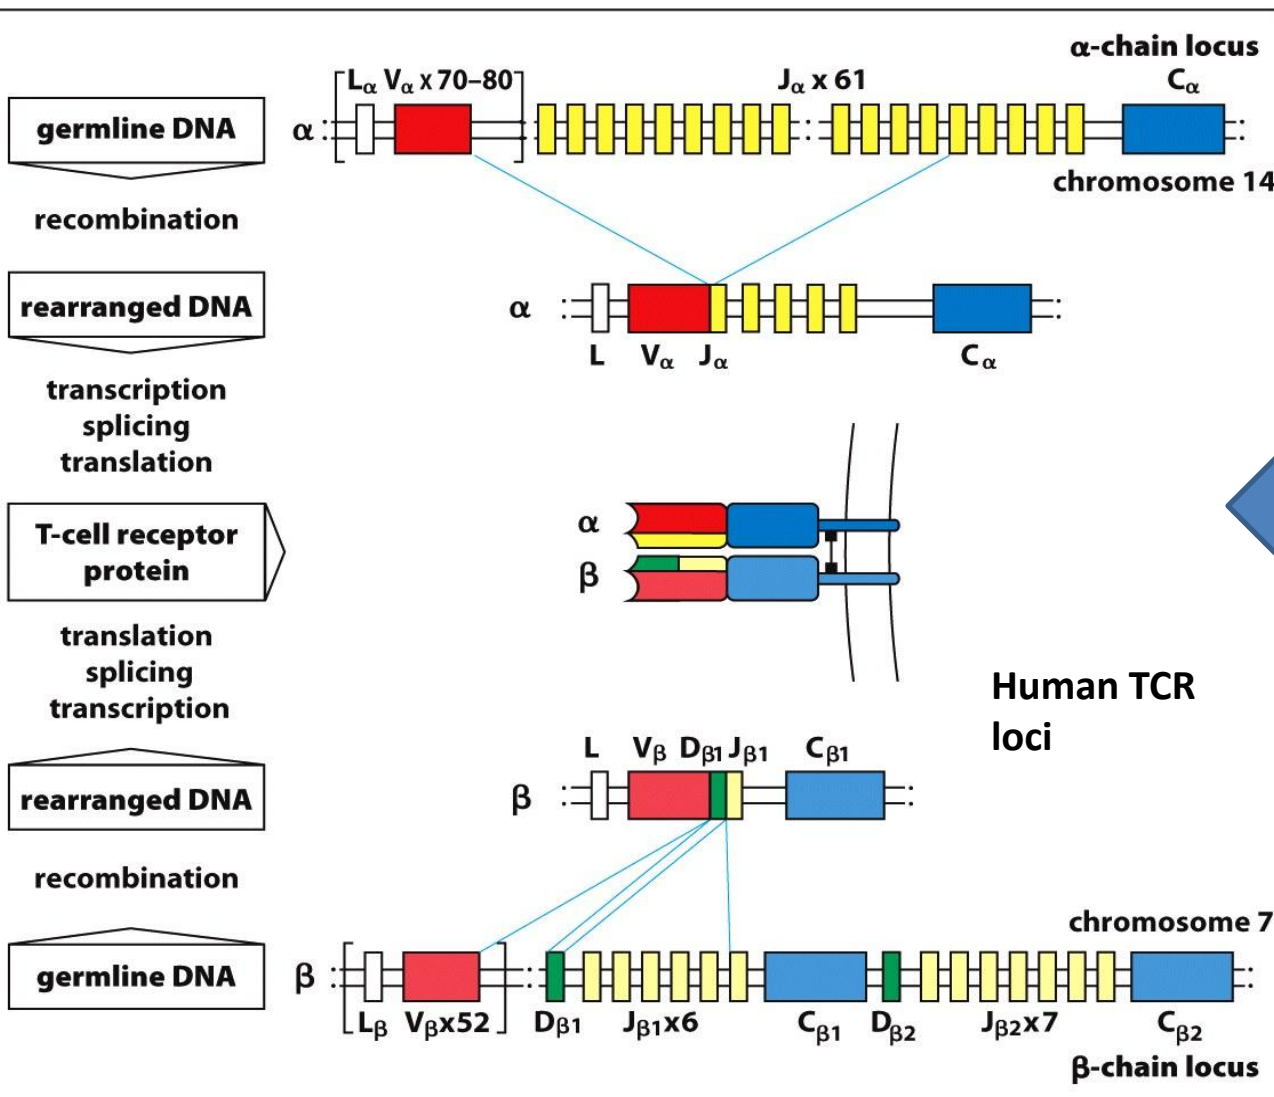 α-chain locus
Lα Vα x 70–80
Jα x 61
Cα
germline DNA
α
chromosome 14
recombination
rearranged DNA
α
L
Vα
Jα
Cα
transcription
splicing
translation
T-cell receptor
protein
α
β
translation
splicing
transcription
Human TCR
loci
L
Vβ
Dβ1
Jβ1
Cβ1
rearranged DNA
β
recombination
chromosome 7
germline DNA
β
Lβ
Vβx52
Dβ1
Jβ1x6
Cβ1
Dβ2
Jβ2x7
Cβ2
β-chain locus